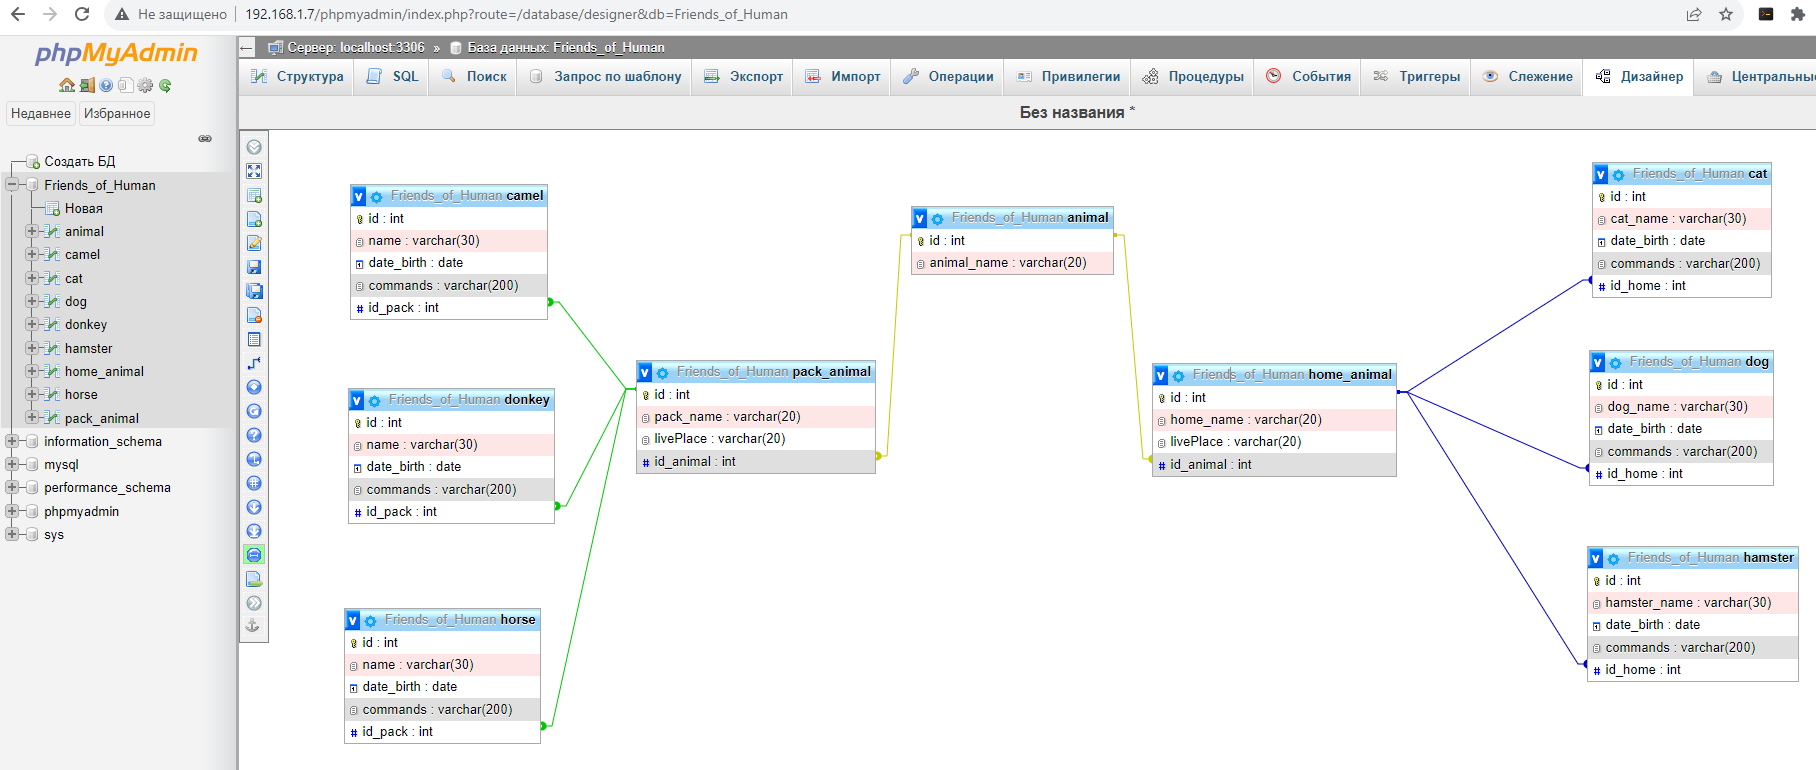 Не защищено
192.168.1.7/phpmyadmin/index.php?route=/database/designer&db=Friends_of_Human
phpMyAdmin
Недавнее
Избранное
Создать БД
Friends_of_Human
Новая
animal
camel
cat
dog
donkey
hamster
home_animal
horse
pack_animal
information_schema
mysql
performance_schema
phpmyadmin
sys
Сервер: localhost:3306 » База данных: Friends_of_Human
Структура
SQL
Поиск
Запрос по шаблону
Экспорт
Импорт
Операции
Привилегии
Процедуры
События
Триггеры
Слежение
Дизайнер
Центральные
Без названия *
v Friends_of_Human camel
id : int
name : varchar(30)
date_birth : date
commands : varchar(200)
# id_pack : int
v Friends_of_Human donkey
id : int
name : varchar(30)
date_birth : date
commands : varchar(200)
# id_pack : int
v Friends_of_Human horse
id : int
name : varchar(30)
date_birth : date
commands : varchar(200)
# id_pack : int
v Friends_of_Human pack_animal
id : int
pack_name : varchar(20)
livePlace : varchar(20)
# id_animal : int
v Friends_of_Human animal
id : int
animal_name : varchar(20)
v Friends_of_Human home_animal
id : int
home_name : varchar(20)
livePlace : varchar(20)
# id_animal : int
v Friends_of_Human cat
id : int
cat_name : varchar(30)
date_birth : date
commands : varchar(200)
# id_home : int
v Friends_of_Human dog
id : int
dog_name : varchar(30)
date_birth : date
commands : varchar(200)
# id_home : int
v Friends_of_Human hamster
id : int
hamster_name : varchar(30)
date_birth : date
commands : varchar(200)
# id_home : int